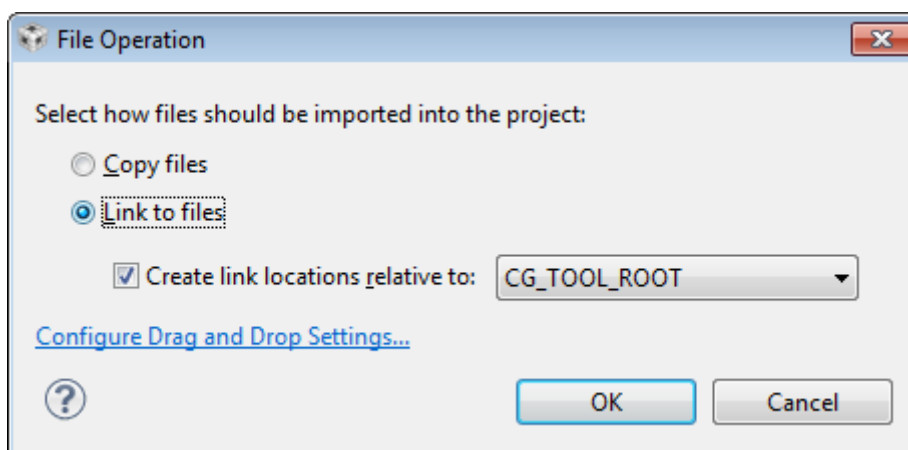 File Operation
Select how files should be imported into the project:
Copy files
Link to files
Create link locations relative to: CG_TOOL_ROOT
Configure Drag and Drop Settings...
? OK Cancel